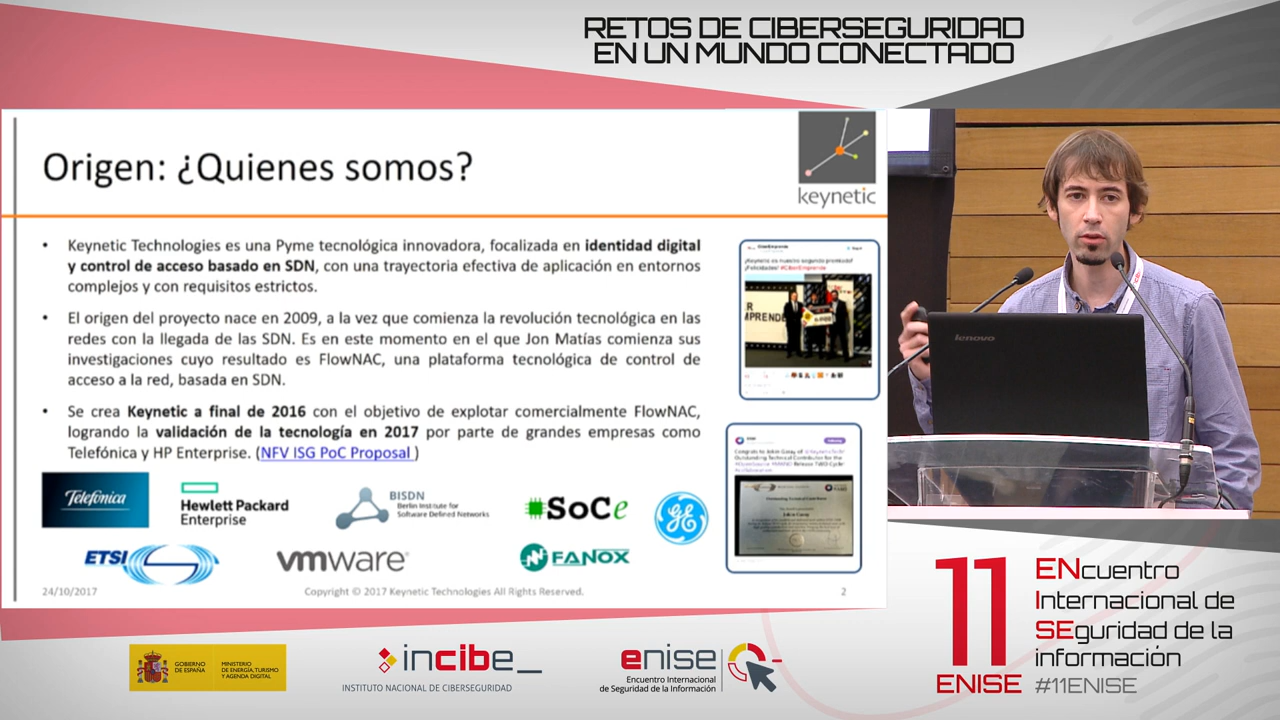 RETOS DE CIBERSEGURIDAD
EN UN MUNDO CONECTADO
Origen: ¿Quienes somos?
keynetic
• Keynetic Technologies es una Pyme tecnológica innovadora, focalizada en identidad digital
y control de acceso basado en SDN, con una trayectoria efectiva de aplicación en entornos
complejos y con requisitos estrictos.
• El origen del proyecto nace en 2009, a la vez que comienza la revolución tecnológica en las
redes con la llegada de las SDN. Es en este momento en el que Jon Matías comienza sus
investigaciones cuyo resultado es FlowNAC, una plataforma tecnológica de control de
acceso a la red, basada en SDN.
• Se crea Keynetic a final de 2016 con el objetivo de explotar comercialmente FlowNAC,
logrando la validación de la tecnología en 2017 por parte de grandes empresas como
Telefónica y HP Enterprise. (NFV ISG PoC Proposal )
¡Keynetic es nuestro segundo premiado!
¡Felicidades! #CiberEmprende
Telefónica
Hewlett Packard
Enterprise
BISDN
Berlin Institute for
Software Defined Networks
SoCe
GE
ETSI
vmware
FANOX
24/10/2017
Copyright © 2017 Keynetic Technologies All Rights Reserved.
2
lenovo
11
ENISE
ENcuentro
Internacional de
SEguridad de la
información
#11ENISE
GOBIERNO
DE ESPAÑA
MINISTERIO
DE ENERGÍA, TURISMO
Y AGENDA DIGITAL
incibe_
INSTITUTO NACIONAL DE CIBERSEGURIDAD
enise
Encuentro Internacional
de Seguridad de la Información